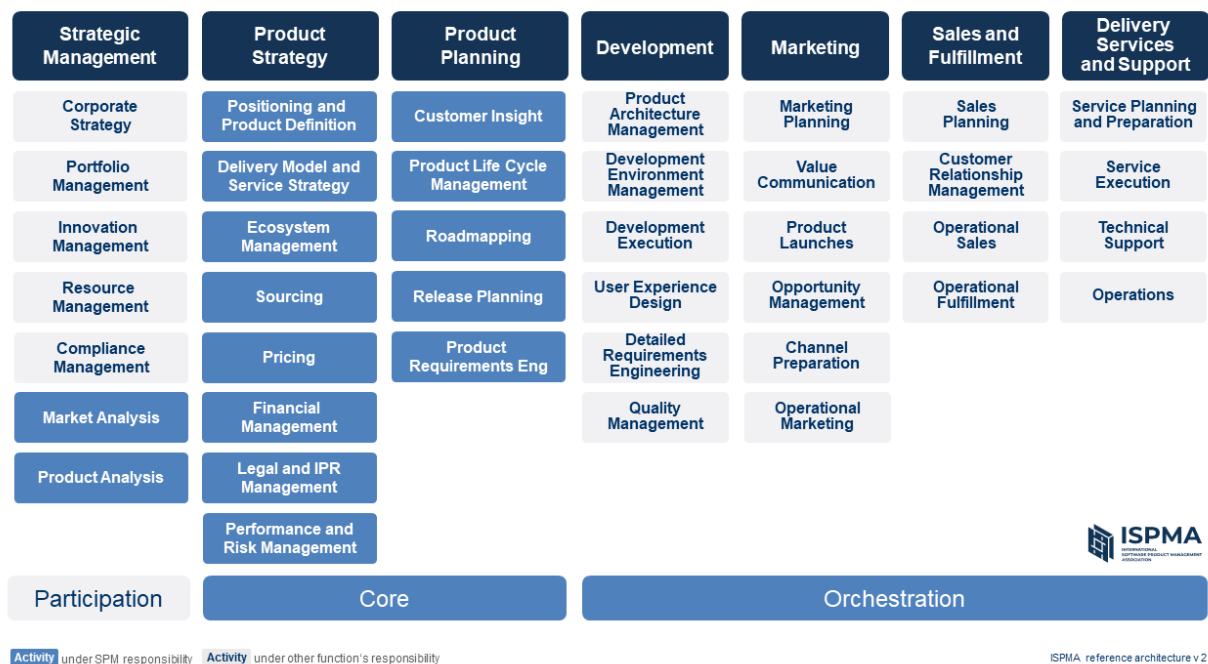 Strategic
Management
Product
Strategy
Product
Planning
Development
Marketing
Sales and
Fulfillment
Delivery
Services
and Support
Corporate
Strategy
Positioning and
Product Definition
Customer Insight
Product
Architecture
Management
Marketing
Planning
Sales
Planning
Service Planning
and Preparation
Portfolio
Management
Delivery Model and
Service Strategy
Product Life Cycle
Management
Development
Environment
Management
Value
Communication
Customer
Relationship
Management
Service
Execution
Innovation
Management
Ecosystem
Management
Roadmapping
Development
Execution
Product
Launches
Operational
Sales
Technical
Support
Resource
Management
Sourcing
Release Planning
User Experience
Design
Opportunity
Management
Operational
Fulfillment
Operations
Compliance
Management
Pricing
Product
Requirements Eng
Detailed
Requirements
Engineering
Channel
Preparation
Market Analysis
Financial
Management
Quality
Management
Operational
Marketing
Product Analysis
Legal and IPR
Management
Performance and
Risk Management
ISPMA
INTERNATIONAL
SOFTWARE PRODUCT MANAGEMENT
ASSOCIATION
Participation
Core
Orchestration
Activity under SPM responsibility
Activity under other function's responsibility
ISPMA reference architecture v 2